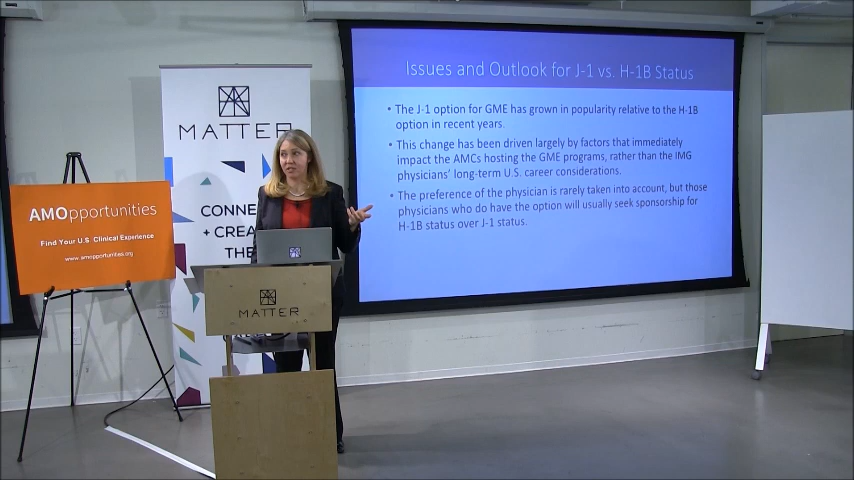 Issues and Outlook for J-1 vs. H-1B Status
• The J-1 option for GME has grown in popularity relative to the H-1B
option in recent years.
• This change has been driven largely by factors that immediately
impact the AMCs hosting the GME programs, rather than the IMG
physicians' long-term U.S. career considerations.
• The preference of the physician is rarely taken into account, but those
physicians who do have the option will usually seek sponsorship for
H-1B status over J-1 status.
MATTER
CONNE
+ CREA
THE
AMOpportunities
Find Your U.S. Clinical Experience
www.amopportunities.org
MATTER